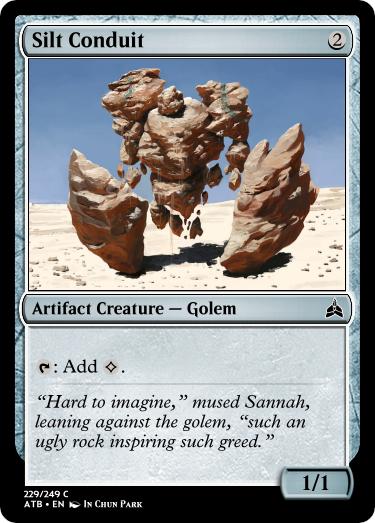 Silt Conduit 2
Artifact Creature — Golem
: Add .
“Hard to imagine,” mused Sannah,
leaning against the golem, “such an
ugly rock inspiring such greed.”
1/1
229/249 C
ATB • EN In Chun Park